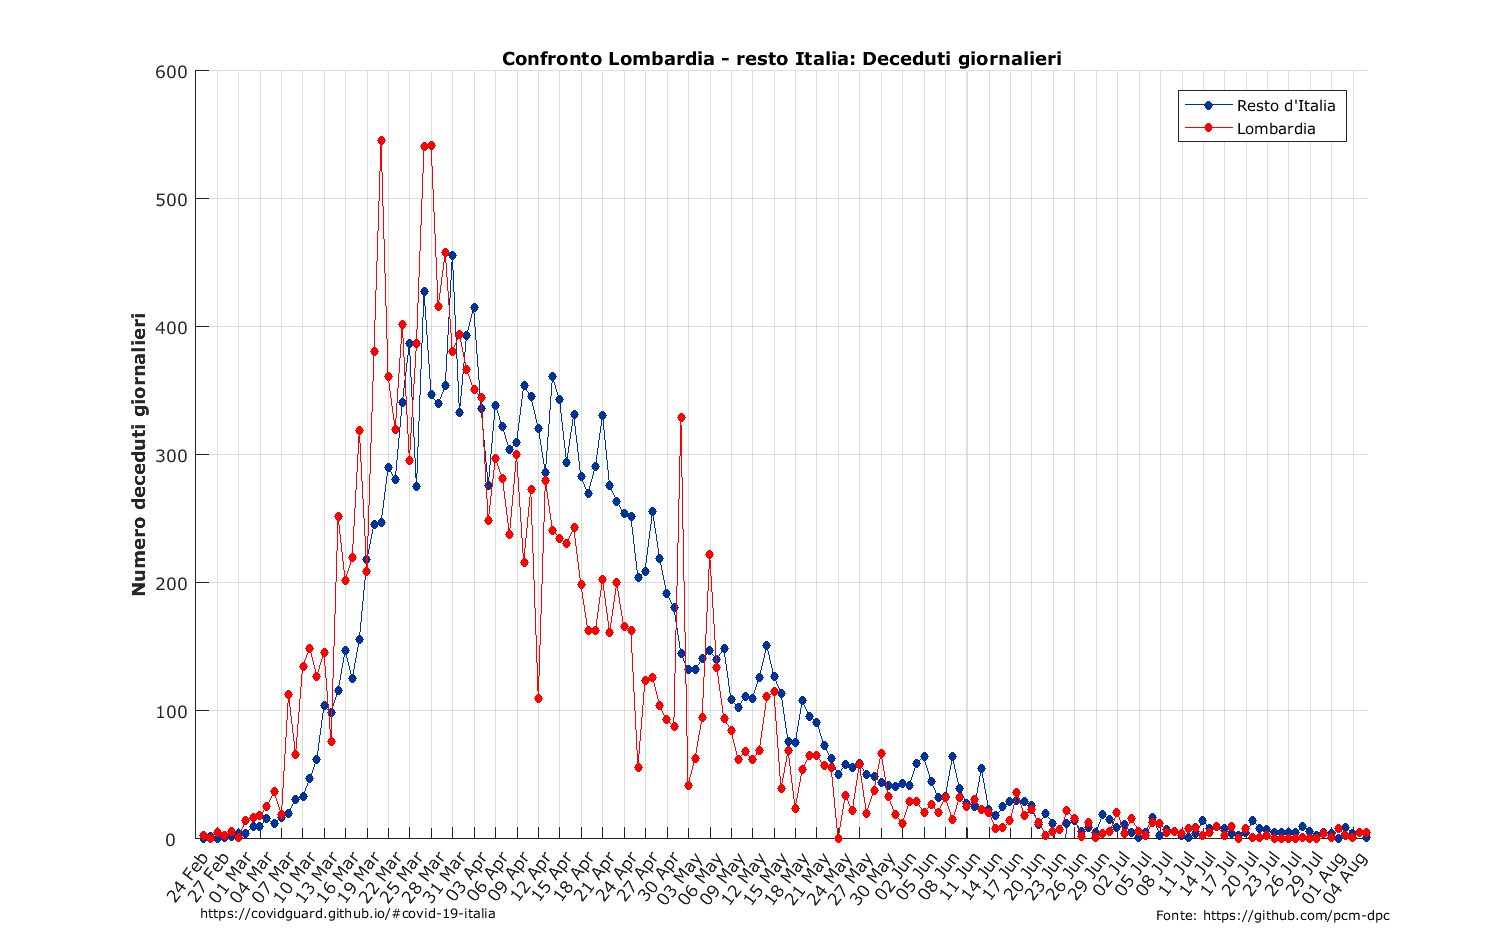 Confronto Lombardia - resto Italia: Deceduti giornalieri
Resto d'Italia
Lombardia
Numero deceduti giornalieri
600
500
400
300
200
100
0
24 Feb
27 Feb
01 Mar
04 Mar
07 Mar
10 Mar
13 Mar
16 Mar
19 Mar
22 Mar
25 Mar
28 Mar
31 Mar
03 Apr
06 Apr
09 Apr
12 Apr
15 Apr
18 Apr
21 Apr
24 Apr
27 Apr
30 Apr
03 May
06 May
09 May
12 May
15 May
18 May
21 May
24 May
27 May
30 May
02 Jun
05 Jun
08 Jun
11 Jun
14 Jun
17 Jun
20 Jun
23 Jun
26 Jun
29 Jun
02 Jul
05 Jul
08 Jul
11 Jul
14 Jul
17 Jul
20 Jul
23 Jul
26 Jul
29 Jul
01 Aug
04 Aug
https://covidguard.github.io/#covid-19-italia
Fonte: https://github.com/pcm-dpc